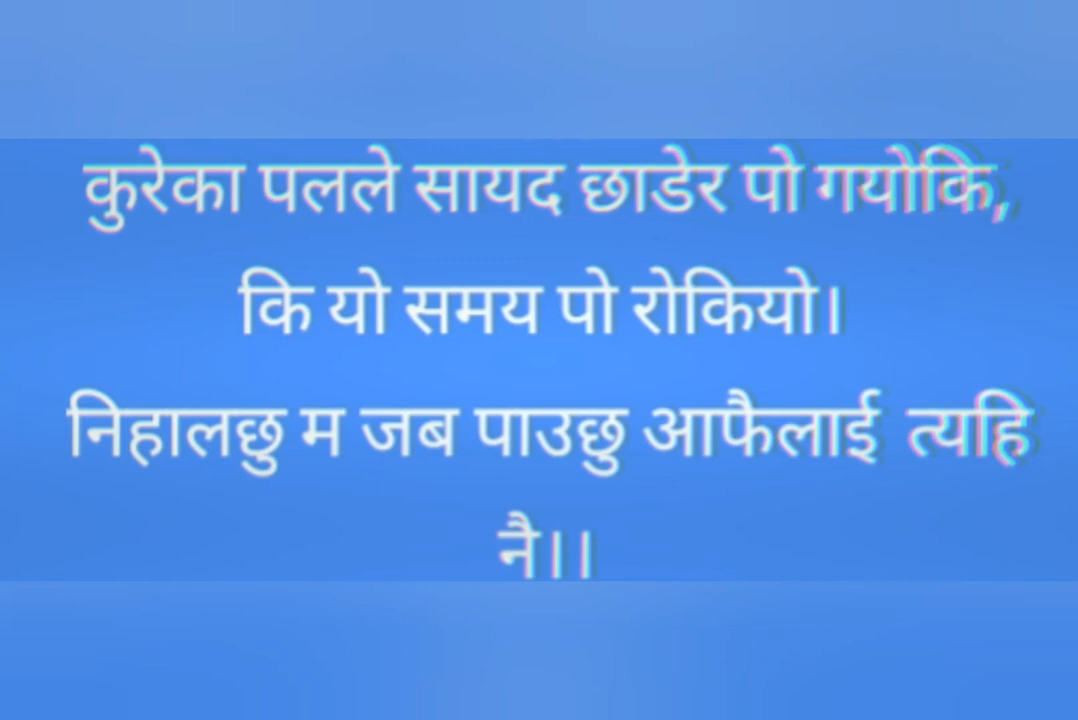 कुरेका पलले सायद छाडेर पो गयोकि,
कि यो समय पो रोकियो।
निहालछु म जब पाउछु आफैलाई त्यहि
नै।।